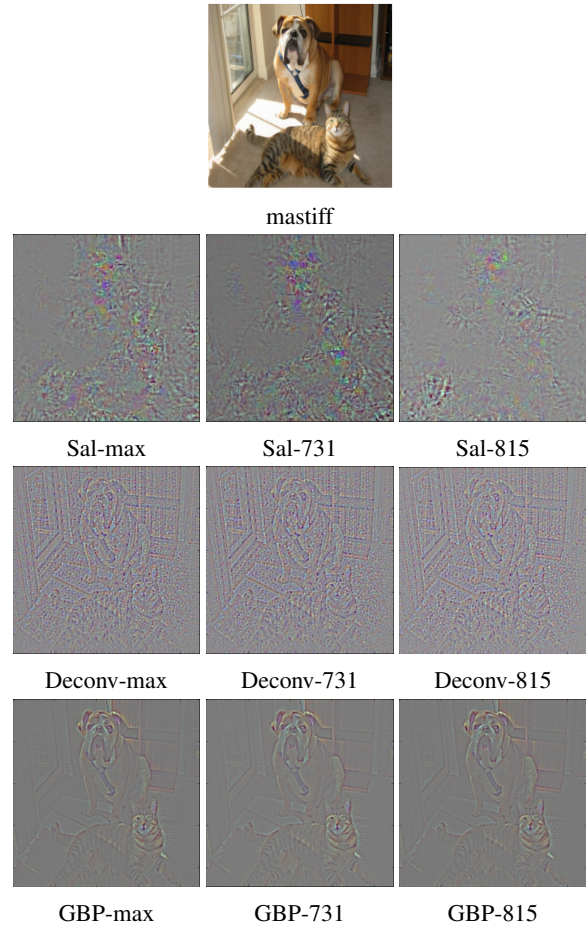 mastiff
Sal-max Sal-731 Sal-815
Deconv-max Deconv-731 Deconv-815
GBP-max GBP-731 GBP-815